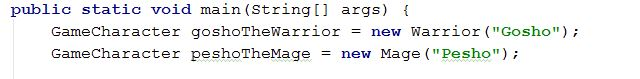 public static void main(String[] args) {
    GameCharacter goshoTheWarrior = new Warrior("Gosho");
    GameCharacter peshoTheMage = new Mage("Pesho");